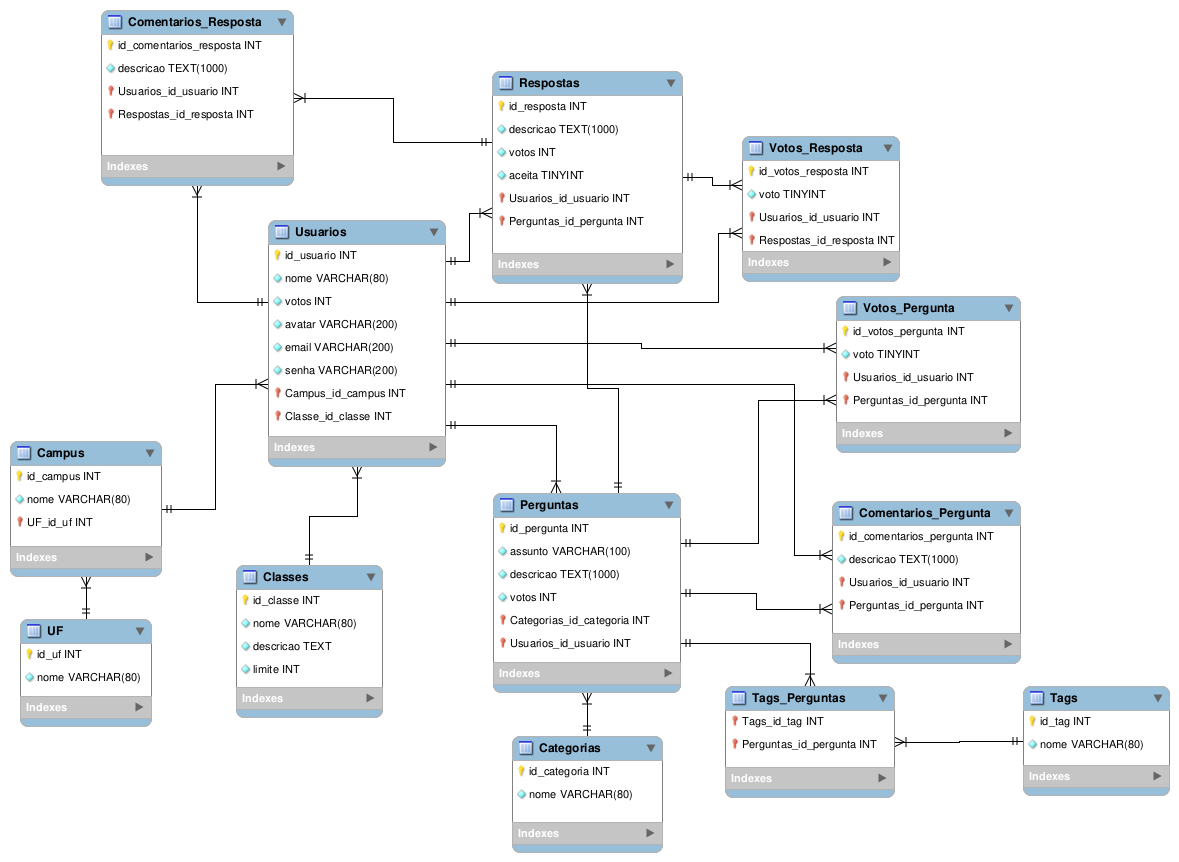 Comentarios_Resposta
id_comentarios_resposta INT
descricao TEXT(1000)
Usuarios_id_usuario INT
Respostas_id_resposta INT
Indexes
Respostas
id_resposta INT
descricao TEXT(1000)
votos INT
aceita TINYINT
Usuarios_id_usuario INT
Perguntas_id_pergunta INT
Indexes
Votos_Resposta
id_votos_resposta INT
voto TINYINT
Usuarios_id_usuario INT
Respostas_id_resposta INT
Indexes
Usuarios
id_usuario INT
nome VARCHAR(80)
votos INT
avatar VARCHAR(200)
email VARCHAR(200)
senha VARCHAR(200)
Campus_id_campus INT
Classe_id_classe INT
Indexes
Votos_Pergunta
id_votos_pergunta INT
voto TINYINT
Usuarios_id_usuario INT
Perguntas_id_pergunta INT
Indexes
Campus
id_campus INT
nome VARCHAR(80)
UF_id_uf INT
Indexes
Perguntas
id_pergunta INT
assunto VARCHAR(100)
descricao TEXT(1000)
votos INT
Categorias_id_categoria INT
Usuarios_id_usuario INT
Indexes
Comentarios_Pergunta
id_comentarios_pergunta INT
descricao TEXT(1000)
Usuarios_id_usuario INT
Perguntas_id_pergunta INT
Indexes
Classes
id_classe INT
nome VARCHAR(80)
descricao TEXT
limite INT
Indexes
UF
id_uf INT
nome VARCHAR(80)
Indexes
Tags_Perguntas
Tags_id_tag INT
Perguntas_id_pergunta INT
Indexes
Tags
id_tag INT
nome VARCHAR(80)
Indexes
Categorias
id_categoria INT
nome VARCHAR(80)
Indexes